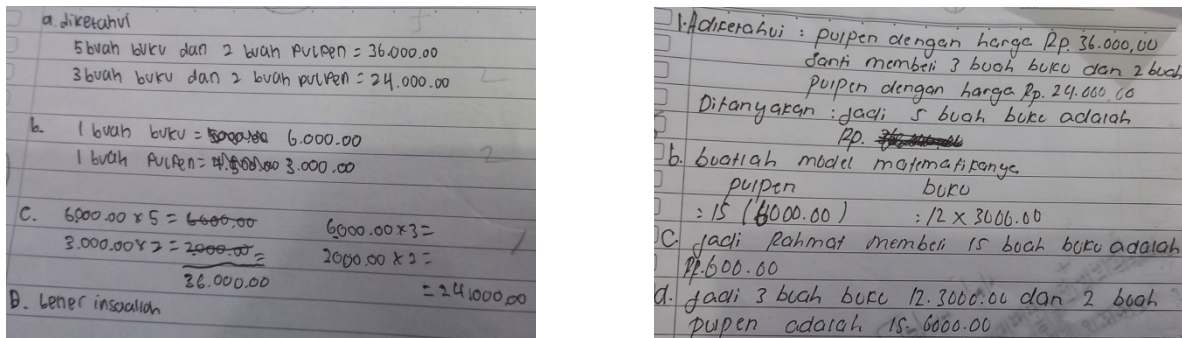 a. diketahui
5 buah buku dan 2 buah pulpen = 36.000.00
3 buah buku dan 2 buah pulpen = 24.000.00
b. 1 buah buku = 6.000.00
1 buah pulpen = 3.000.00
C. 6000.00 x 5 = 6000.00 6000.00 x 3 =
3.000.00 x 2 = 2000.00 = 2000.00 x 2 =
36.000.00 = 24.000.00
D. bener insaallah
1. A diketahui : pulpen dengan harga Rp. 36.000,00
Santi membeli 3 buah buku dan 2 buah
pulpen dengan harga Rp. 24.000,00
Ditanyakan : jadi 5 buah buku adalah
Rp.
b. buatlah model matematikanya
pulpen buku
: 15 (6000.00) : 12 x 3000.00
C. jadi Rahmat membeli 15 buah buku adalah
Rp. 600.00
d. jadi 3 buah buku 12. 3000.00 dan 2 buah
pulpen adalah 15. 6000.00